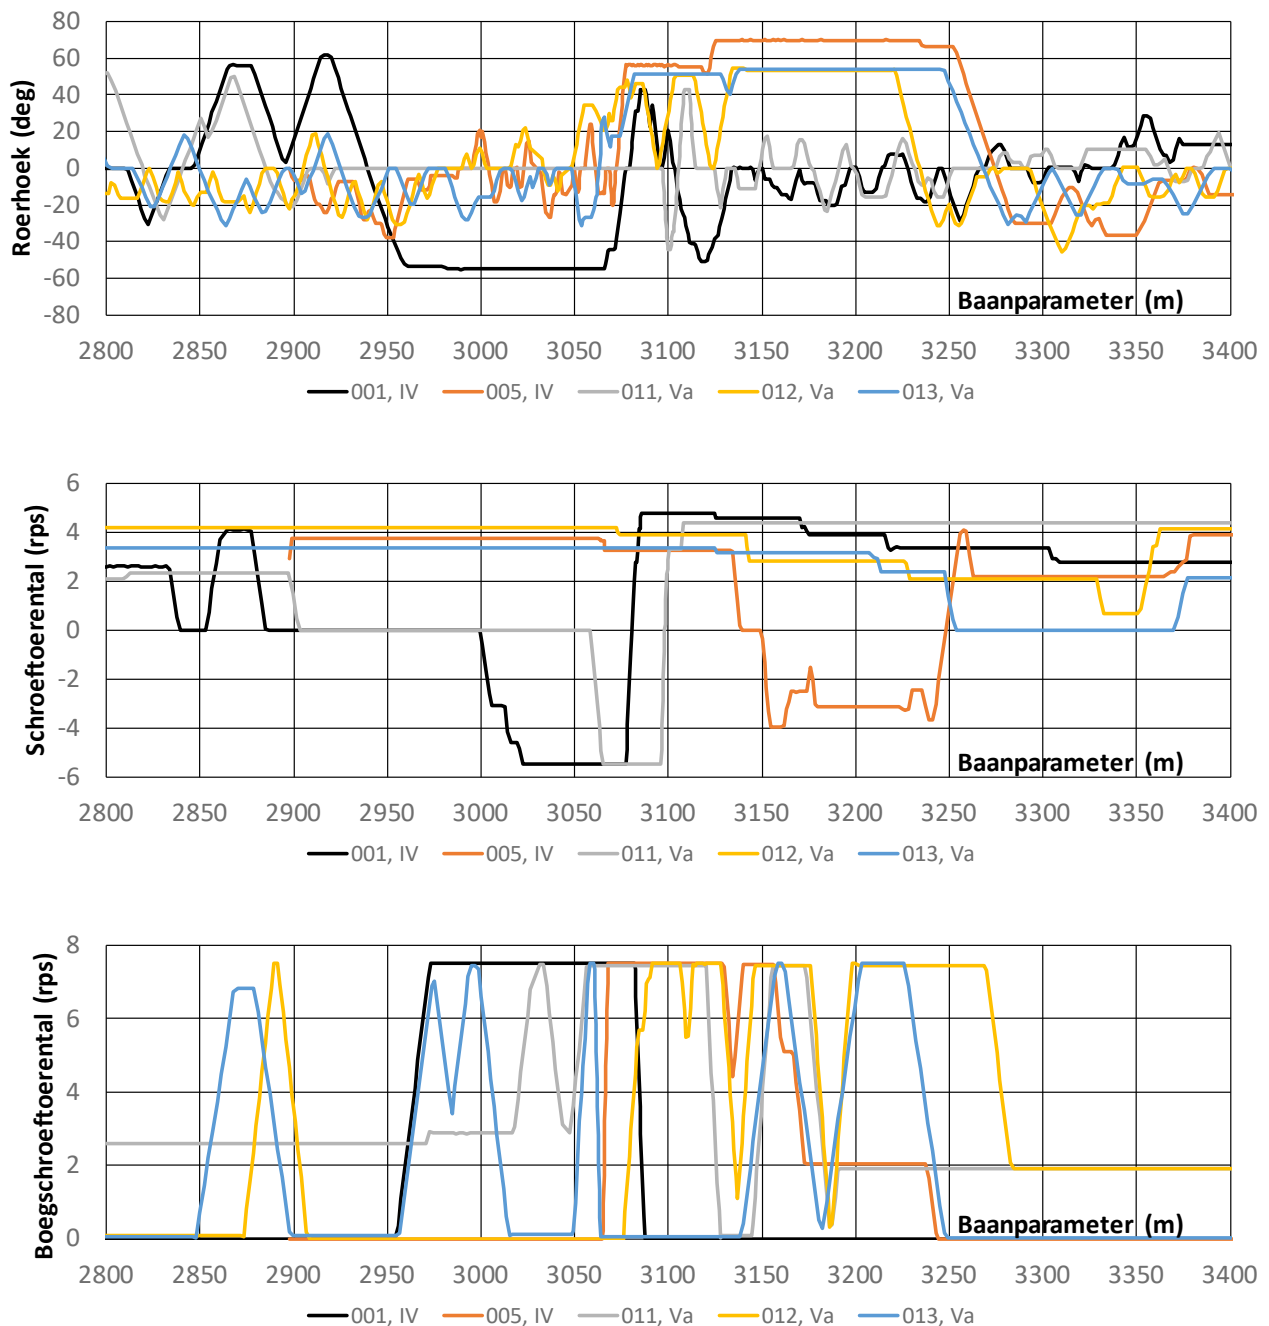 Roerhoek (deg)
80
60
40
20
0
-20
-40
-60
-80
Baanparameter (m)
2800 2850 2900 2950 3000 3050 3100 3150 3200 3250 3300 3350 3400
001, IV 005, IV 011, Va 012, Va 013, Va
Schroeftoerental (rps)
6
4
2
0
-2
-4
-6
Baanparameter (m)
2800 2850 2900 2950 3000 3050 3100 3150 3200 3250 3300 3350 3400
001, IV 005, IV 011, Va 012, Va 013, Va
Boegschroeftoerental (rps)
8
6
4
2
0
Baanparameter (m)
2800 2850 2900 2950 3000 3050 3100 3150 3200 3250 3300 3350 3400
001, IV 005, IV 011, Va 012, Va 013, Va